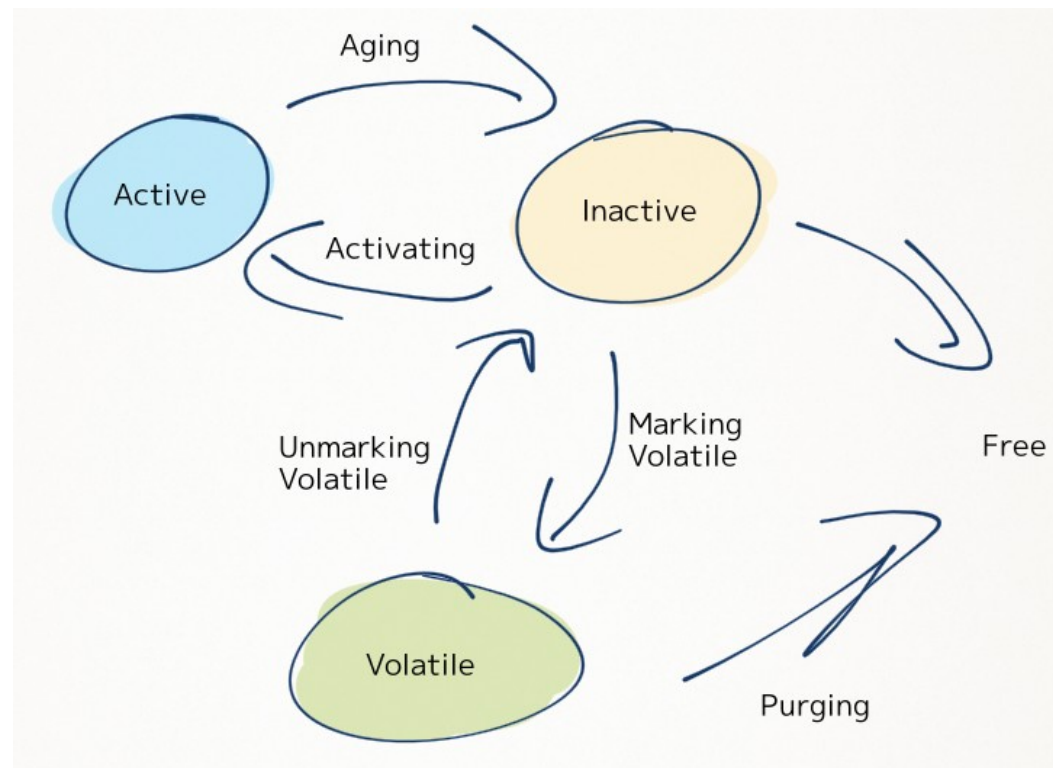 Aging
Active
Inactive
Activating
Unmarking
Volatile
Marking
Volatile
Free
Volatile
Purging